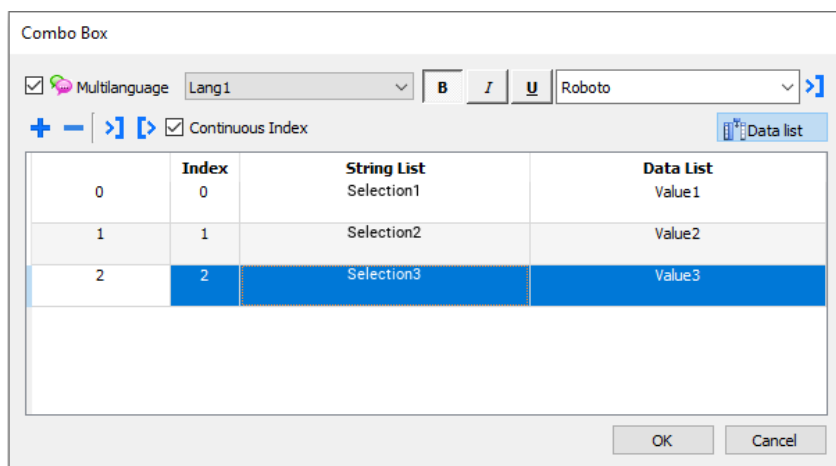 Combo Box
Multilanguage Lang1 B I U Roboto
Continuous Index Data list
Index String List Data List
0 0 Selection1 Value1
1 1 Selection2 Value2
2 2 Selection3 Value3
OK Cancel